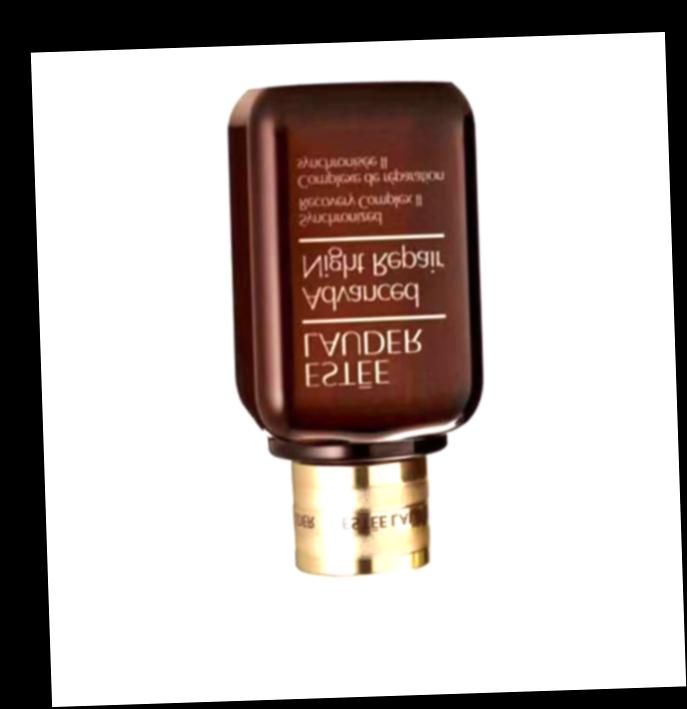 ESTĒE
LAUDER
Advanced
Night Repair
Synchronized
Recovery Complex II
Complexe de réparation
synchronisée II
DER ESTĒE LAU